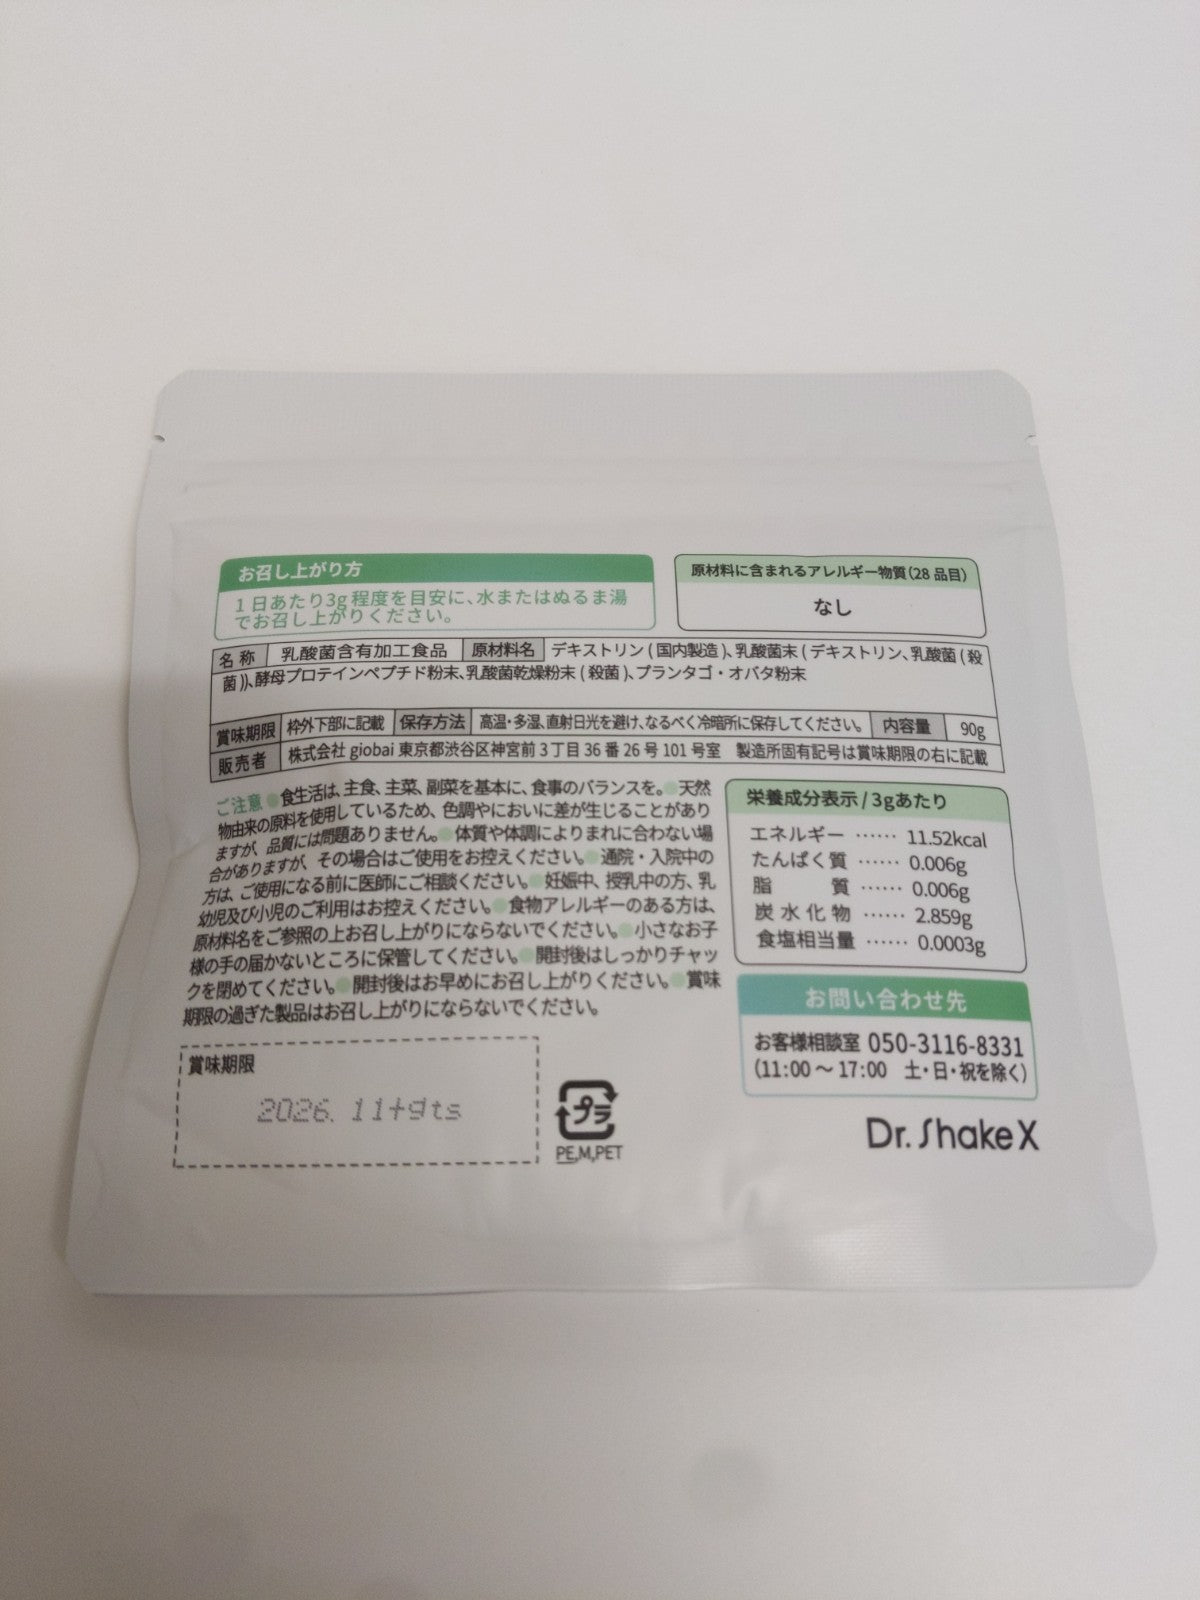 お召し上がり方
1日あたり3g程度を目安に、水またはぬるま湯
でお召し上がりください。
原材料に含まれるアレルギー物質(28品目)
なし
名称 乳酸菌含有加工食品 原材料名 デキストリン(国内製造)、乳酸菌末(デキストリン、乳酸菌(殺
菌))、酵母プロテインペプチド粉末、乳酸菌乾燥粉末(殺菌)、プランタゴ・オバタ粉末
賞味期限 枠外下部に記載 保存方法 高温・多湿、直射日光を避け、なるべく冷暗所に保存してください。 内容量 90g
販売者 株式会社 giobai 東京都渋谷区神宮前3丁目36番26号101号室 製造所固有記号は賞味期限の右に記載
ご注意 ●食生活は、主食、主菜、副菜を基本に、食事のバランスを。●天然
物由来の原料を使用しているため、色調やにおいに差が生じることがあり
ますが、品質には問題ありません。●体質や体調によりまれに合わない場
合がありますが、その場合はご使用をお控えください。●通院・入院中の
方は、ご使用になる前に医師にご相談ください。●妊娠中、授乳中の方、乳
幼児及び小児のご利用はお控えください。●食物アレルギーのある方は、
原材料名をご参照の上お召し上がりにならないでください。●小さなお子
様の手の届かないところに保管してください。●開封後はしっかりチャッ
クを閉めてください。●開封後はお早めにお召し上がりください。●賞味
期限の過ぎた製品はお召し上がりにならないでください。
栄養成分表示/3gあたり
エネルギー …… 11.52kcal
たんぱく質 …… 0.006g
脂質 …… 0.006g
炭水化物 …… 2.859g
食塩相当量 …… 0.0003g
お問い合わせ先
お客様相談室 050-3116-8331
(11:00～17:00 土・日・祝を除く)
賞味期限
2026. 11+gts
プラ
PE,M,PET
Dr.ShakeX